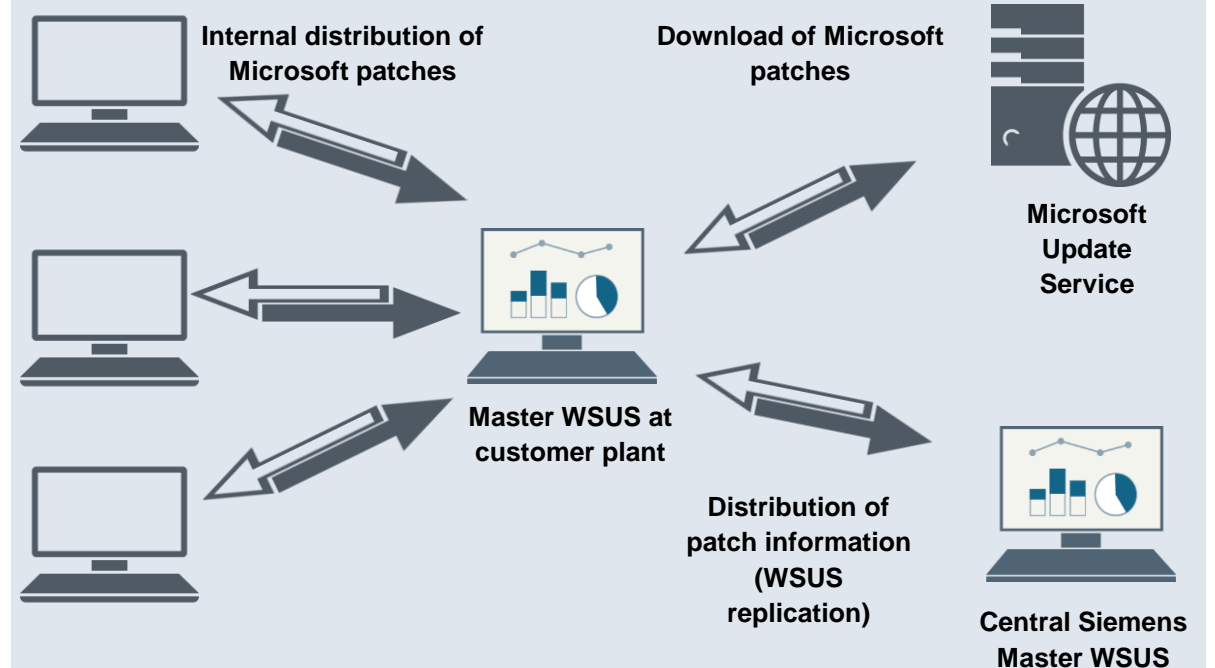 Internal distribution of
Microsoft patches
Download of Microsoft
patches
Microsoft
Update
Service
Master WSUS at
customer plant
Distribution of
patch information
(WSUS
replication)
Central Siemens
Master WSUS